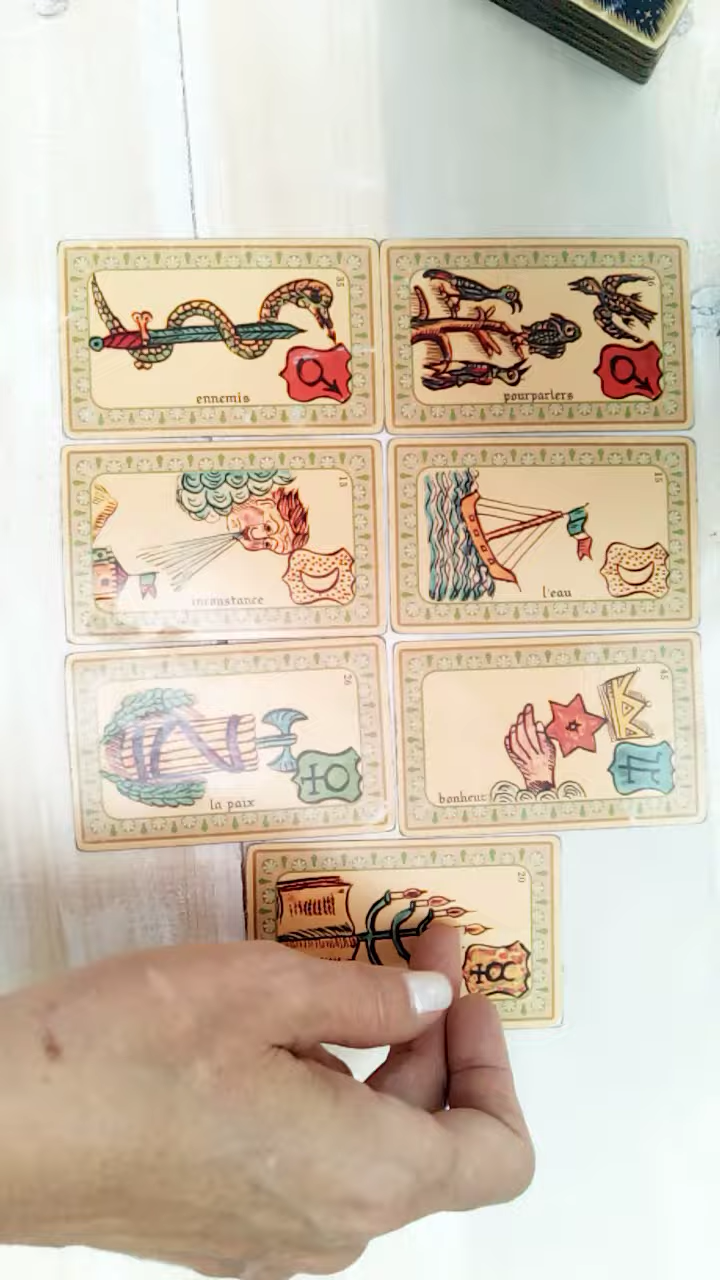 35
ennemis
pourparlers
13
inconstance
15
l'eau
26
la paix
45
bonheur
20